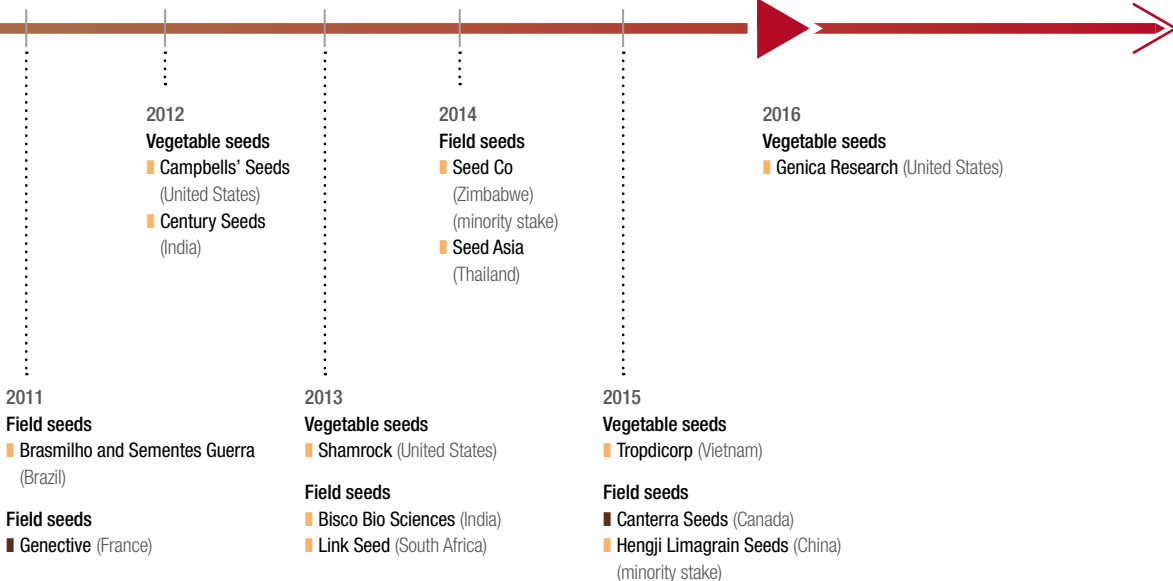 2012
Vegetable seeds
Campbells’ Seeds
(United States)
Century Seeds
(India)
2014
Field seeds
Seed Co
(Zimbabwe)
(minority stake)
Seed Asia
(Thailand)
2016
Vegetable seeds
Genica Research (United States)
2011
Field seeds
Brasmilho and Sementes Guerra
(Brazil)
Field seeds
Genective (France)
2013
Vegetable seeds
Shamrock (United States)
Field seeds
Bisco Bio Sciences (India)
Link Seed (South Africa)
2015
Vegetable seeds
Tropdicorp (Vietnam)
Field seeds
Canterra Seeds (Canada)
Hengji Limagrain Seeds (China)
(minority stake)